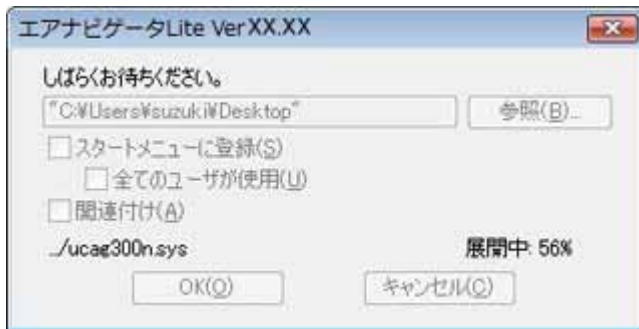 エアナビゲータLite VerXX.XX
しばらくお待ちください。
"C:¥Users¥suzuki¥Desktop" 参照(B)...
スタートメニューに登録(S)
全てのユーザが使用(U)
関連付け(A)
../ucag300n.sys 展開中: 56%
OK(O) キャンセル(C)